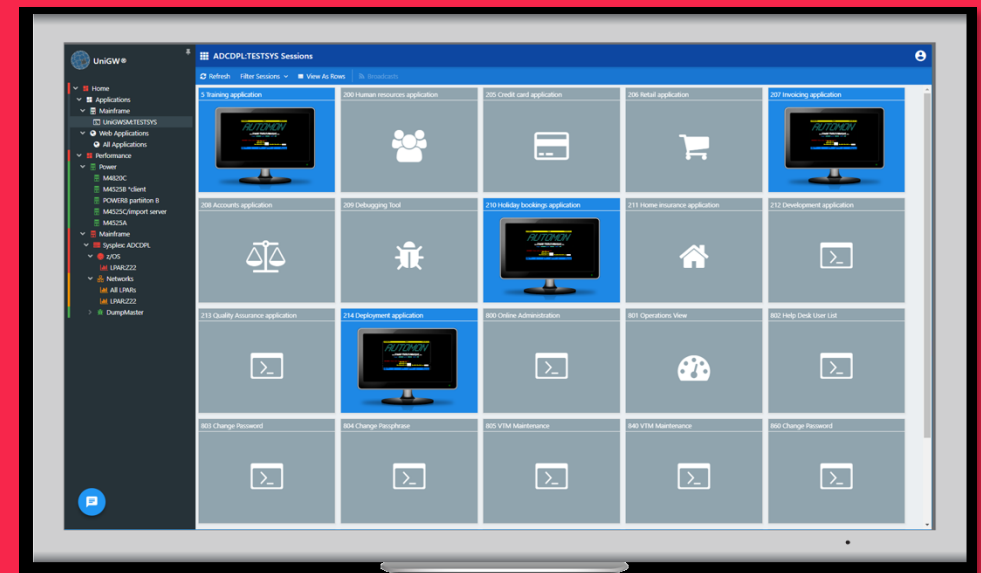 UniGW®
ADCDPL:TESTSYS Sessions
Refresh Filter Sessions View As Rows Broadcasts
Home
Applications
Mainframe
UniGWSM:TESTSYS
Web Applications
All Applications
Performance
Power
M4820C
M4525B *client
POWER8 partiiton B
M4525C/import server
M4525A
Mainframe
Sysplex ADCDPL
z/OS
LPAR:Z22
Networks
All LPARs
LPAR:Z22
DumpMaster
5 Training application
200 Human resources application
205 Credit card application
206 Retail application
207 Invoicing application
AUTOMON
AUTOMON
208 Accounts application
209 Debugging Tool
210 Holiday bookings application
211 Home insurance application
212 Development application
AUTOMON
213 Quality Assurance application
214 Deployment application
800 Online Administration
801 Operations View
802 Help Desk User List
AUTOMON
803 Change Password
804 Change Passphrase
805 VTM Maintenance
840 VTM Maintenance
860 Change Password